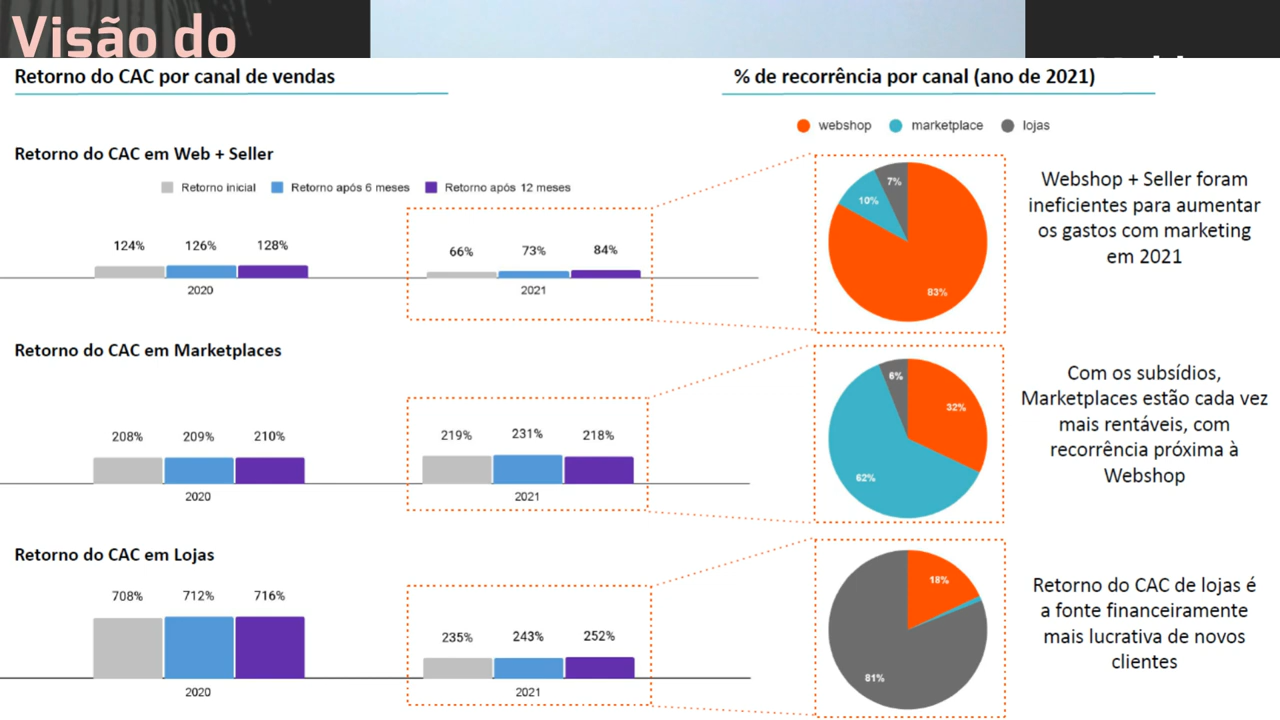 Visão do
Retorno do CAC por canal de vendas
% de recorrência por canal (ano de 2021)
webshop
marketplace
lojas
Retorno do CAC em Web + Seller
Retorno inicial
Retorno após 6 meses
Retorno após 12 meses
124%
126%
128%
2020
66%
73%
84%
2021
7%
10%
83%
Webshop + Seller foram
ineficientes para aumentar
os gastos com marketing
em 2021
Retorno do CAC em Marketplaces
208%
209%
210%
2020
219%
231%
218%
2021
6%
32%
62%
Com os subsídios,
Marketplaces estão cada vez
mais rentáveis, com
recorrência próxima à
Webshop
Retorno do CAC em Lojas
708%
712%
716%
2020
235%
243%
252%
2021
18%
81%
Retorno do CAC de lojas é
a fonte financeiramente
mais lucrativa de novos
clientes